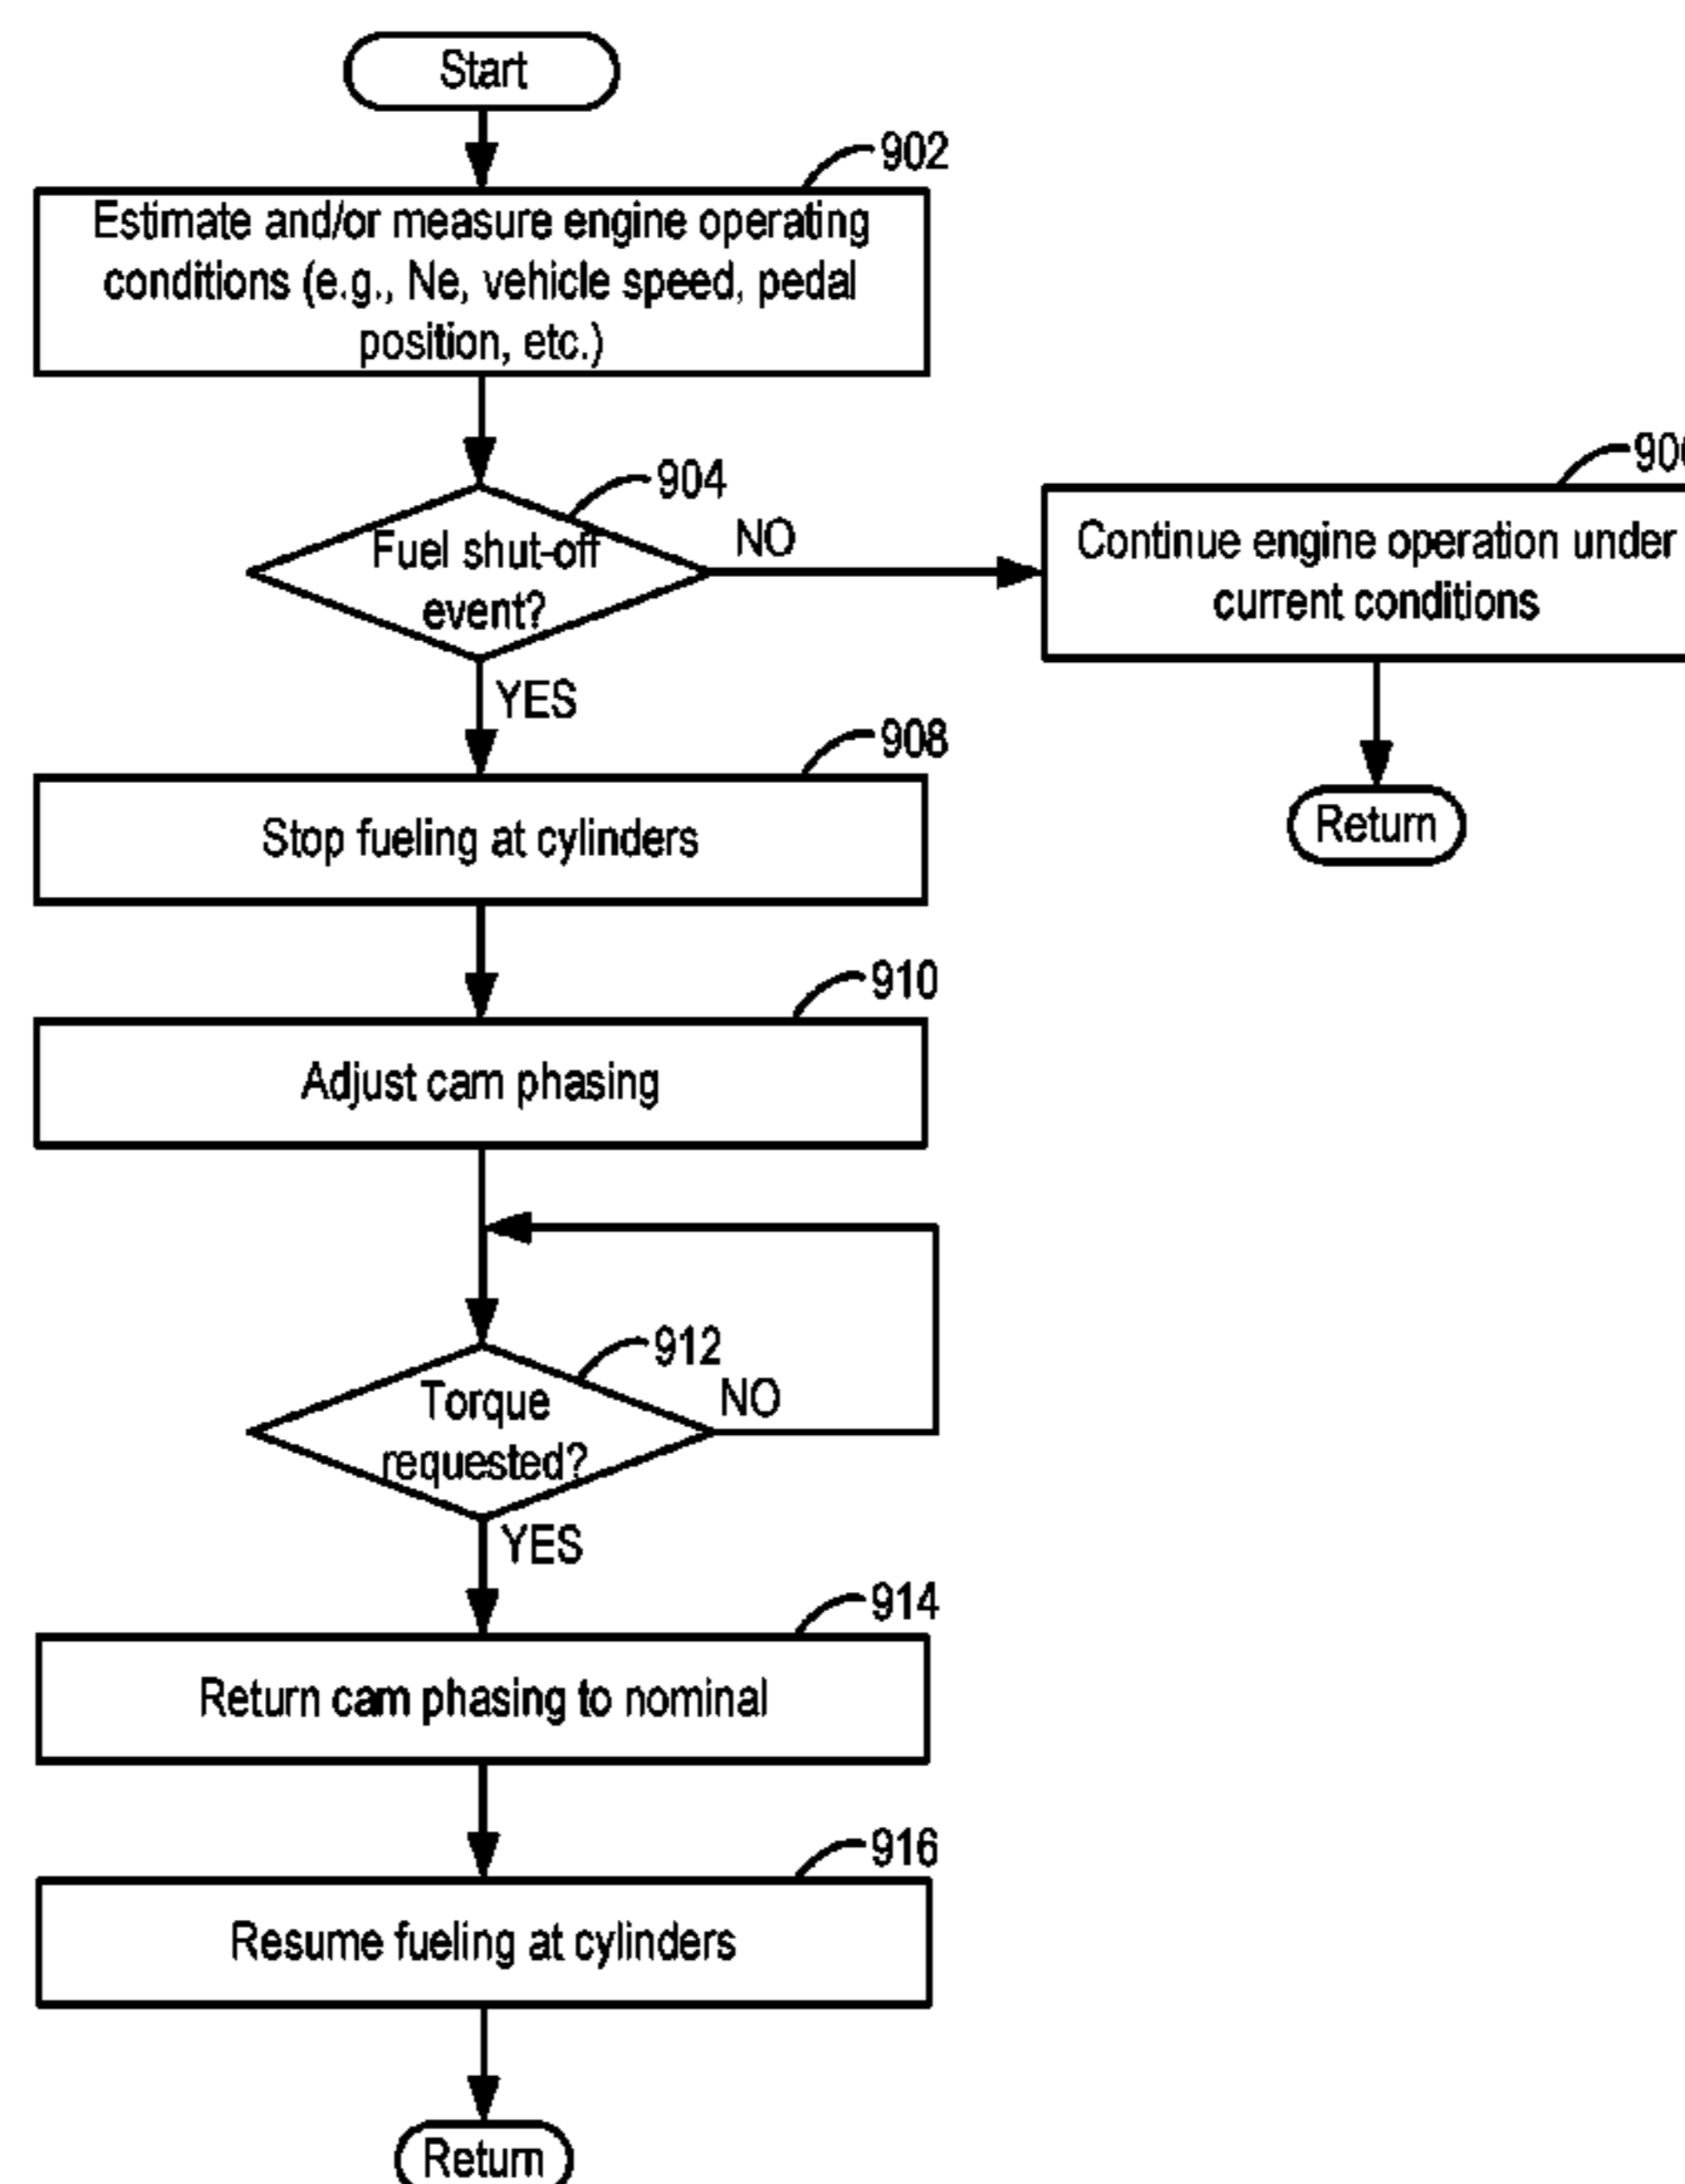 Start
902
Estimate and/or measure engine operating
conditions (e.g., Ne, vehicle speed, pedal
position, etc.)
904
Fuel shut-off
event?
NO
Continue engine operation under
current conditions
Return
YES
908
Stop fueling at cylinders
910
Adjust cam phasing
912
Torque
requested?
NO
YES
914
Return cam phasing to nominal
916
Resume fueling at cylinders
Return